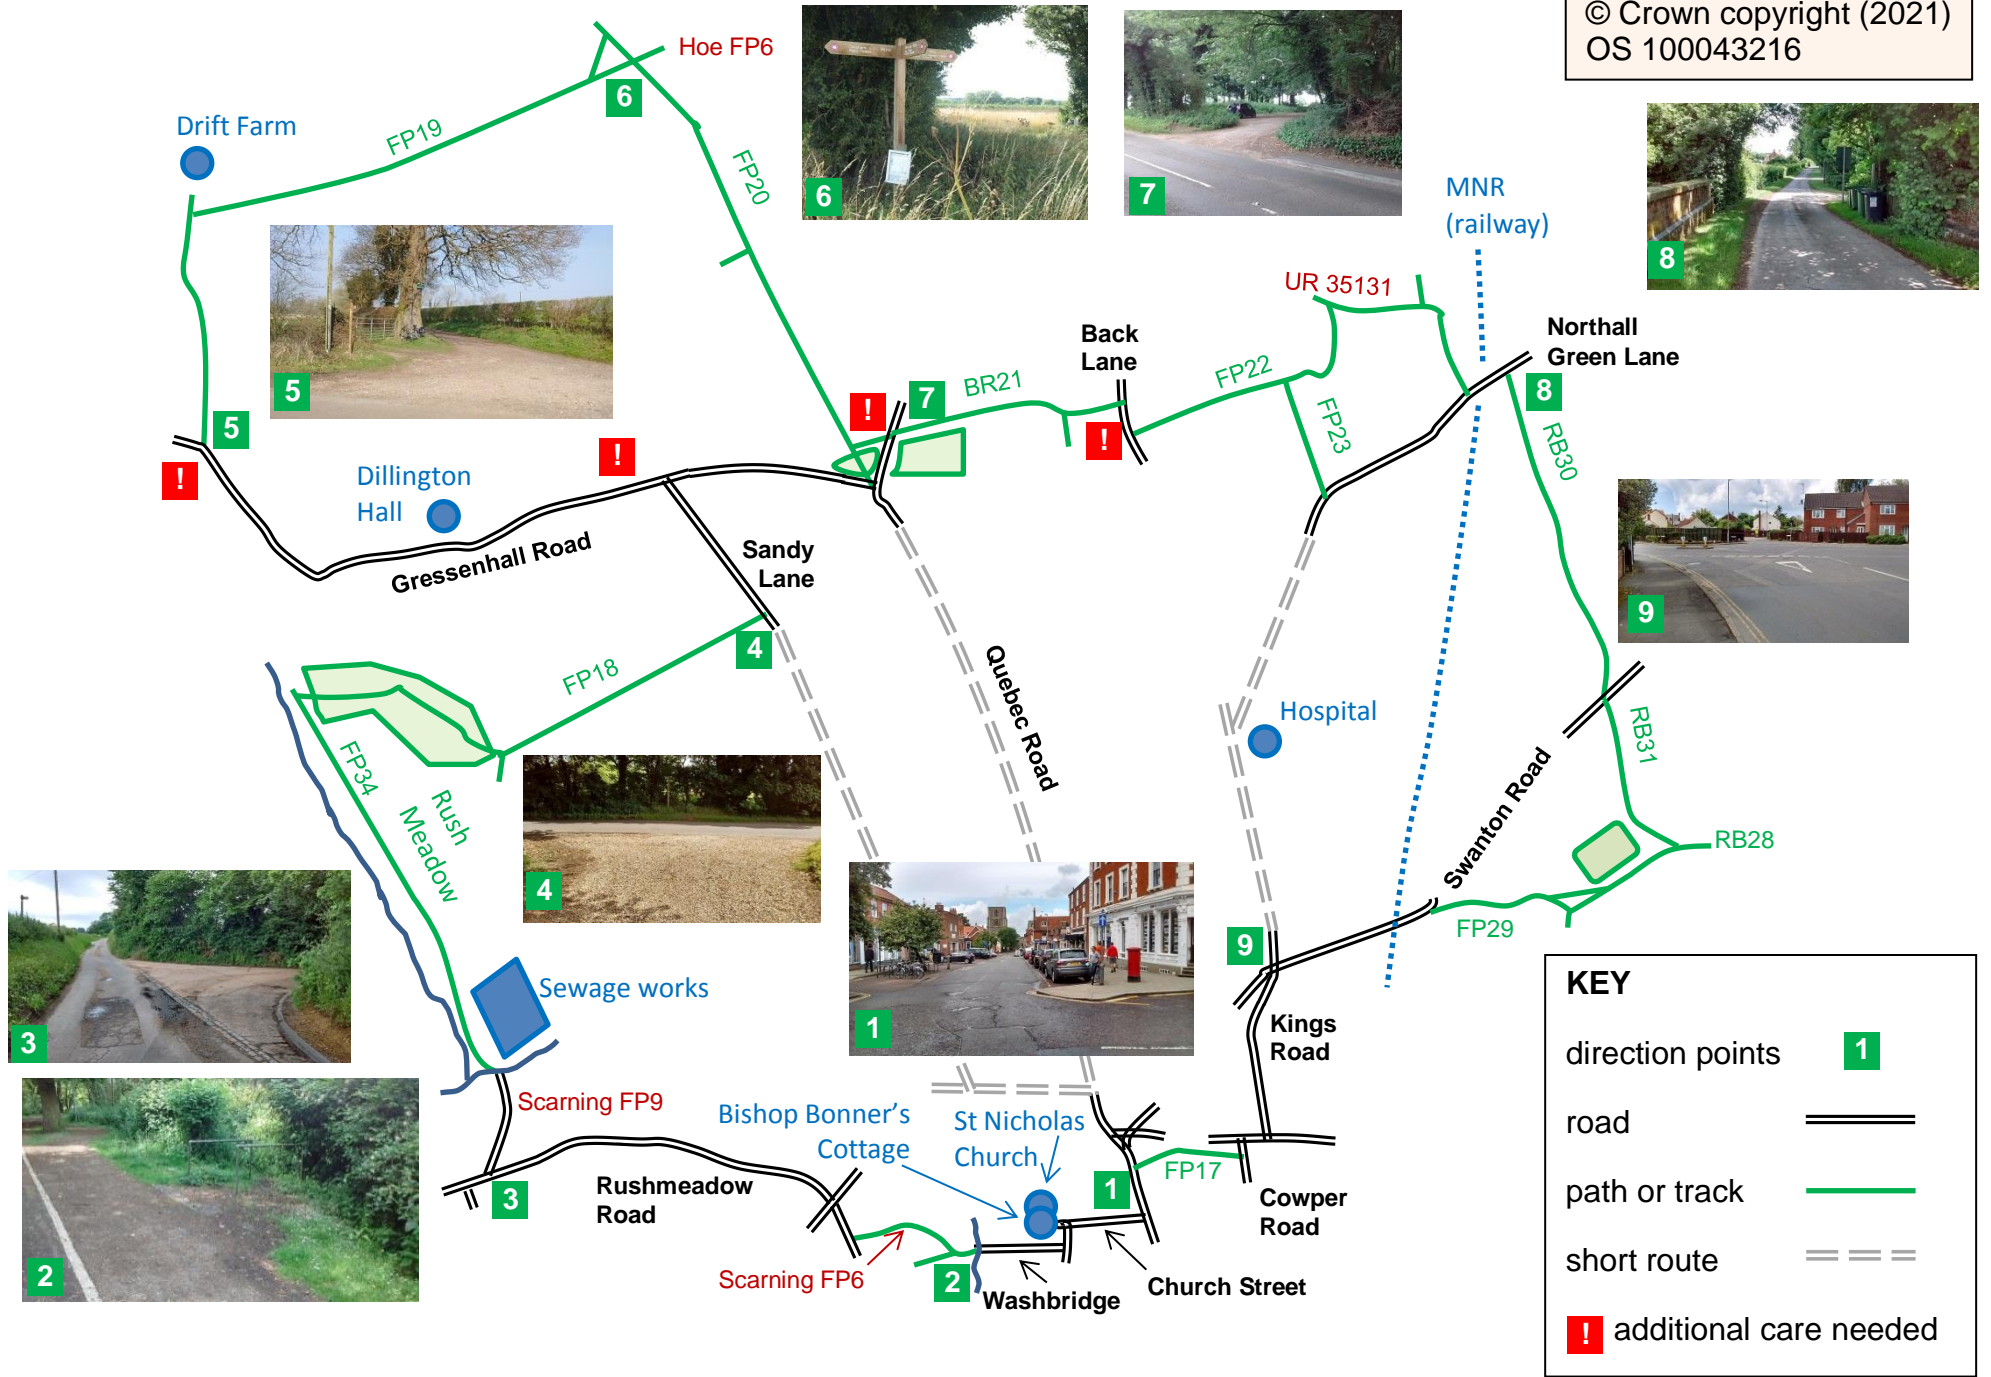 © Crown copyright (2021)
OS 100043216
Hoe FP6
6
Drift Farm
FP19
FP20
6
7
MNR
(railway)
8
UR 35131
5
Back
Lane
Northall
Green Lane
BR21
FP22
7
!
8
5
!
!
!
FP23
RB30
Dillington
Hall
Gressenhall Road
Sandy
Lane
9
4
FP18
Quebec Road
Hospital
RB31
FP34
Rush
Meadow
Swanton Road
RB28
4
9
FP29
Sewage works
1
3
Kings
Road
KEY
direction points
1
Scarning FP9
Bishop Bonner's
Cottage
St Nicholas
Church
road
FP17
1
3
Rushmeadow
Road
Cowper
Road
path or track
2
Scarning FP6
2
Washbridge
Church Street
short route
! additional care needed